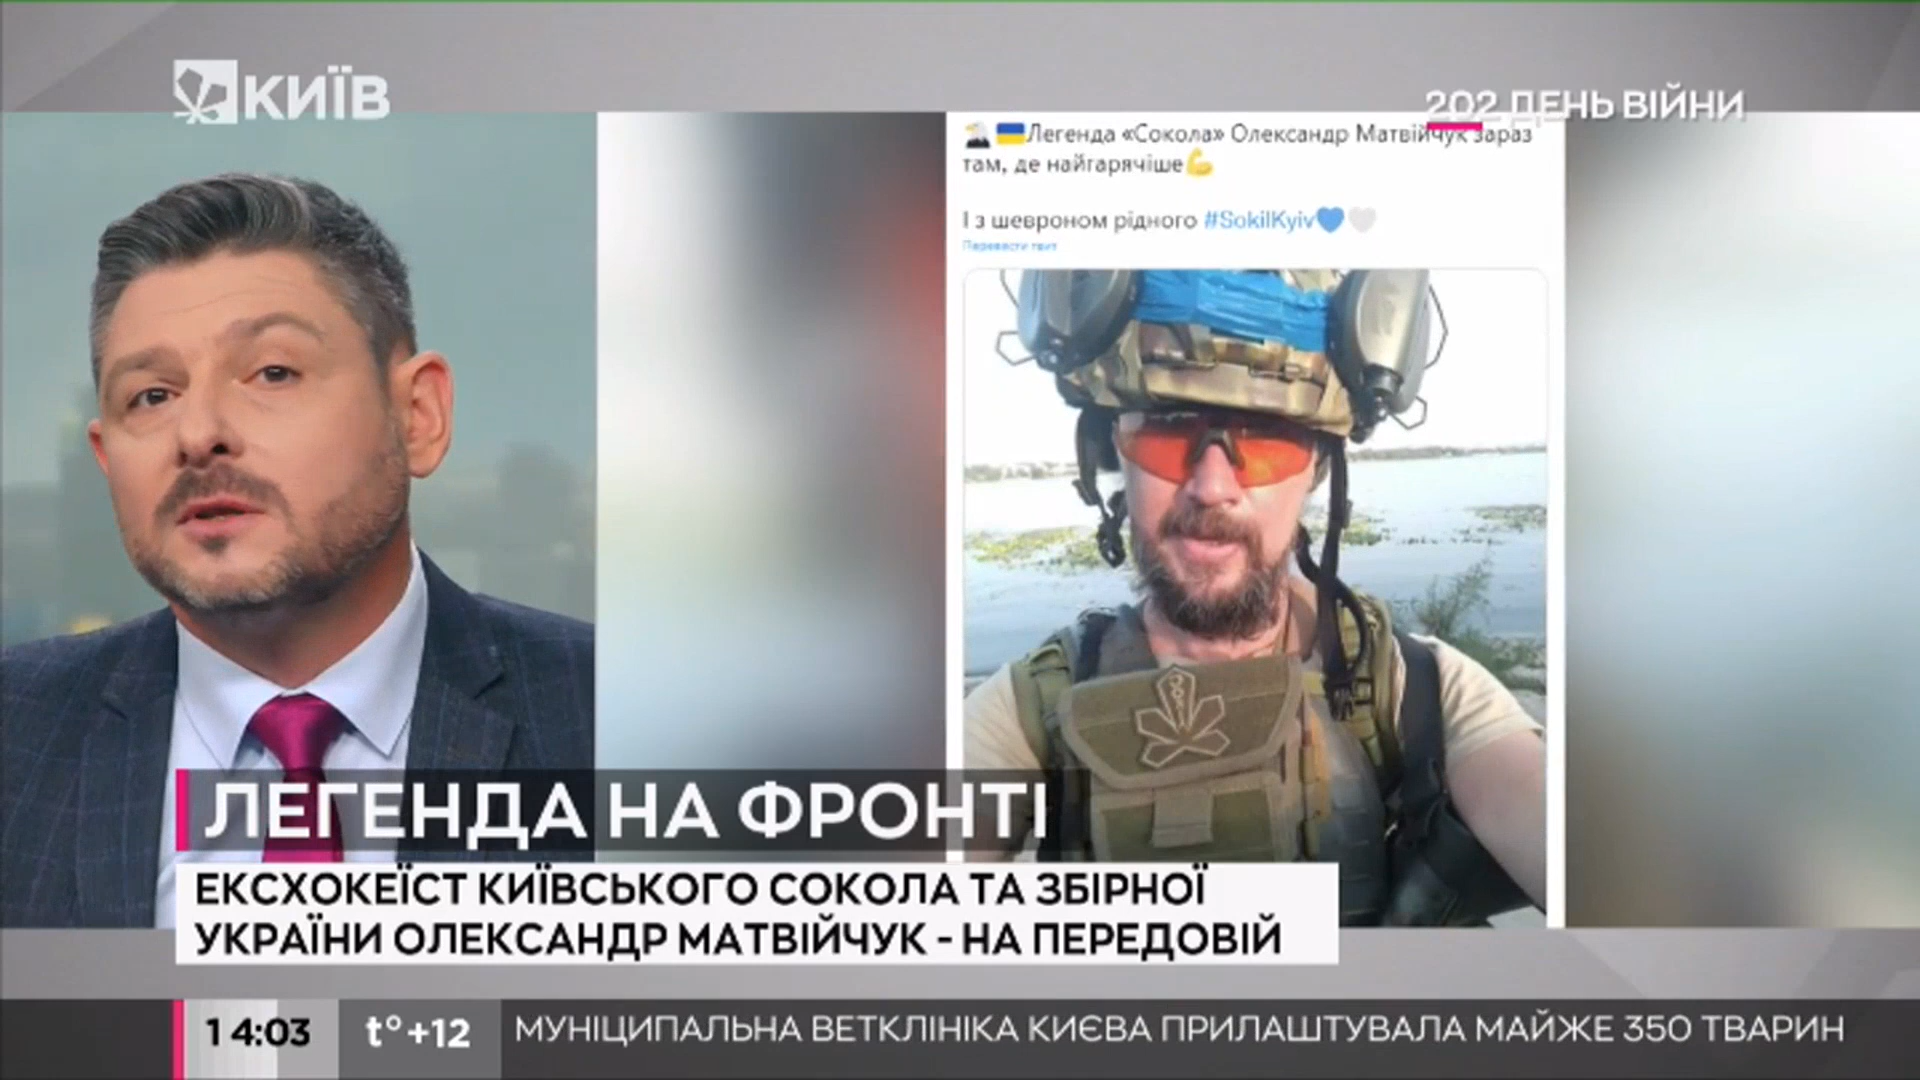 КИЇВ
202 ДЕНЬ ВІЙНИ
Легенда «Сокола» Олександр Матвійчук зараз
там, де найгарячіше
І з шевроном рідного #SokilKyiv
Перевести твит
ЛЕГЕНДА НА ФРОНТІ
ЕКСХОКЕЇСТ КИЇВСЬКОГО СОКОЛА ТА ЗБІРНОЇ
УКРАЇНИ ОЛЕКСАНДР МАТВІЙЧУК - НА ПЕРЕДОВІЙ
14:03 t° +12 МУНІЦИПАЛЬНА ВЕТКЛІНІКА КИЄВА ПРИЛАШТУВАЛА МАЙЖЕ 350 ТВАРИН